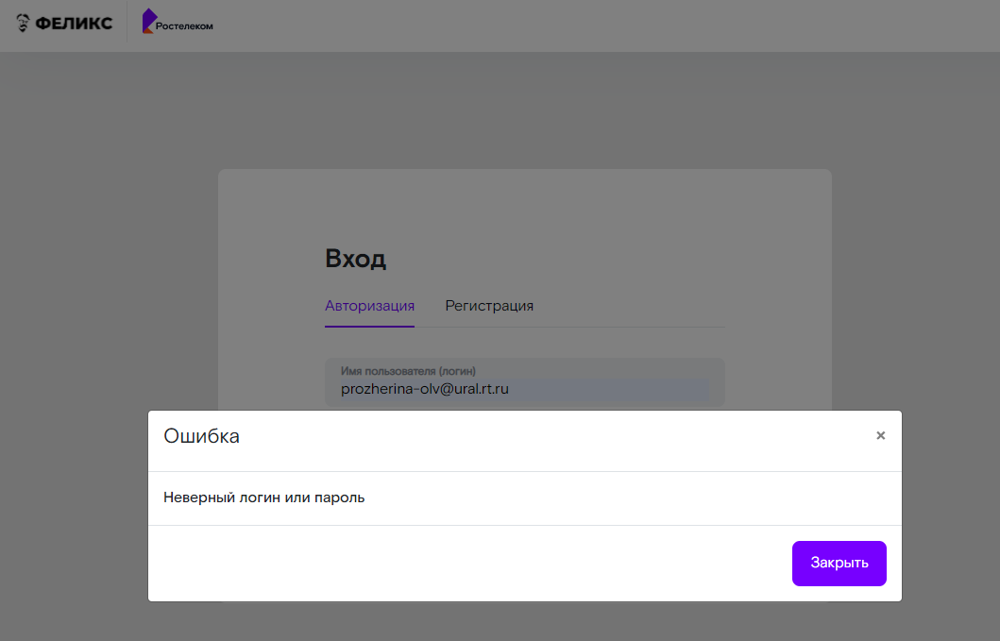 ФЕЛИКС
Ростелеком
Вход
Авторизация Регистрация
Имя пользователя (логин)
prozherina-olv@ural.rt.ru
Ошибка ×
Неверный логин или пароль
Закрыть